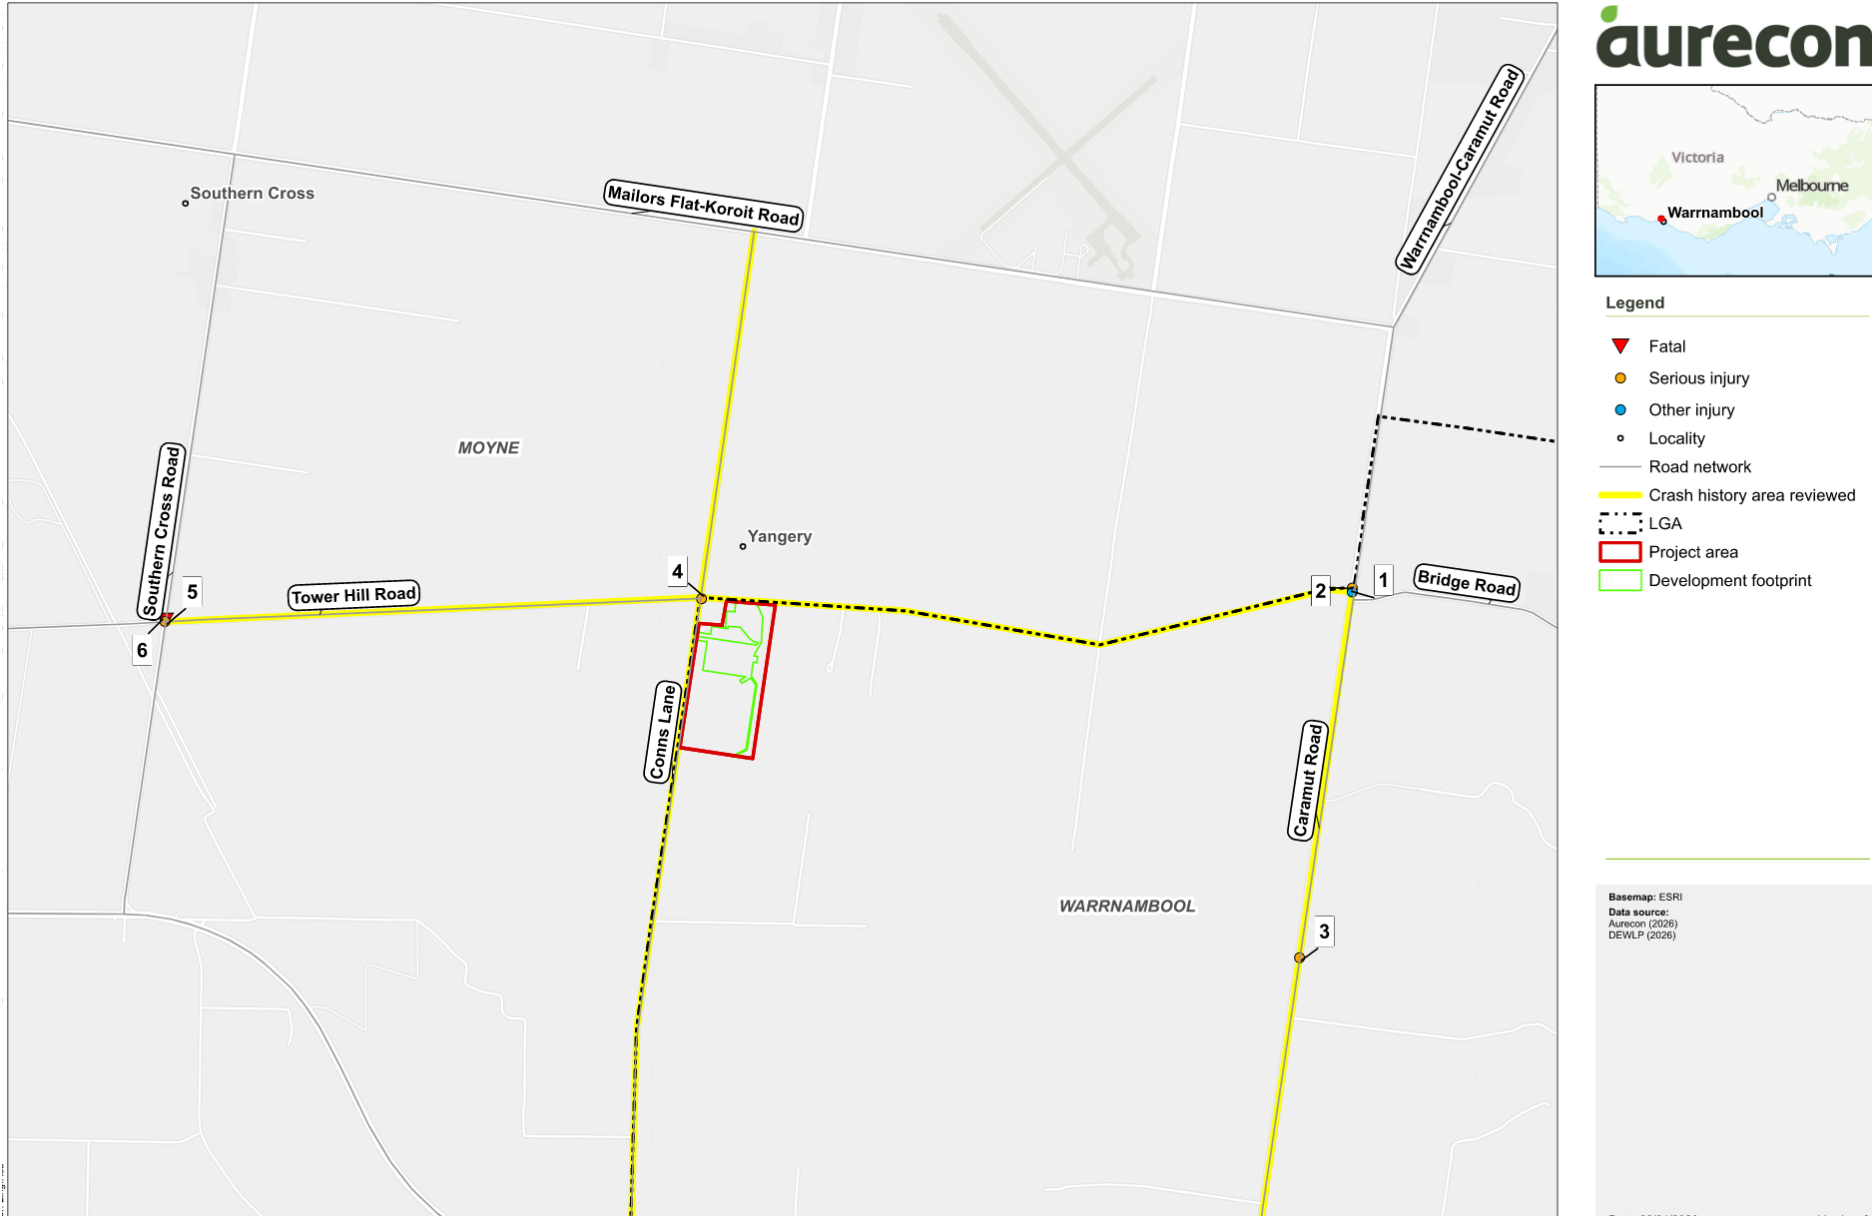 aurecon
Victoria
Melbourne
Warrnambool
Legend
Fatal
Serious injury
Other injury
Locality
Road network
Crash history area reviewed
LGA
Project area
Development footprint
Basemap: ESRI
Data source:
Aurecon (2026)
DEWLP (2026)
Warrnambool-Caramut Road
Southern Cross
Mailors Flat-Koroit Road
MOYNE
Southern Cross Road
Yangery
4
5
Tower Hill Road
6
2
1
Bridge Road
Conns Lane
Caramut Road
WARRNAMBOOL
3